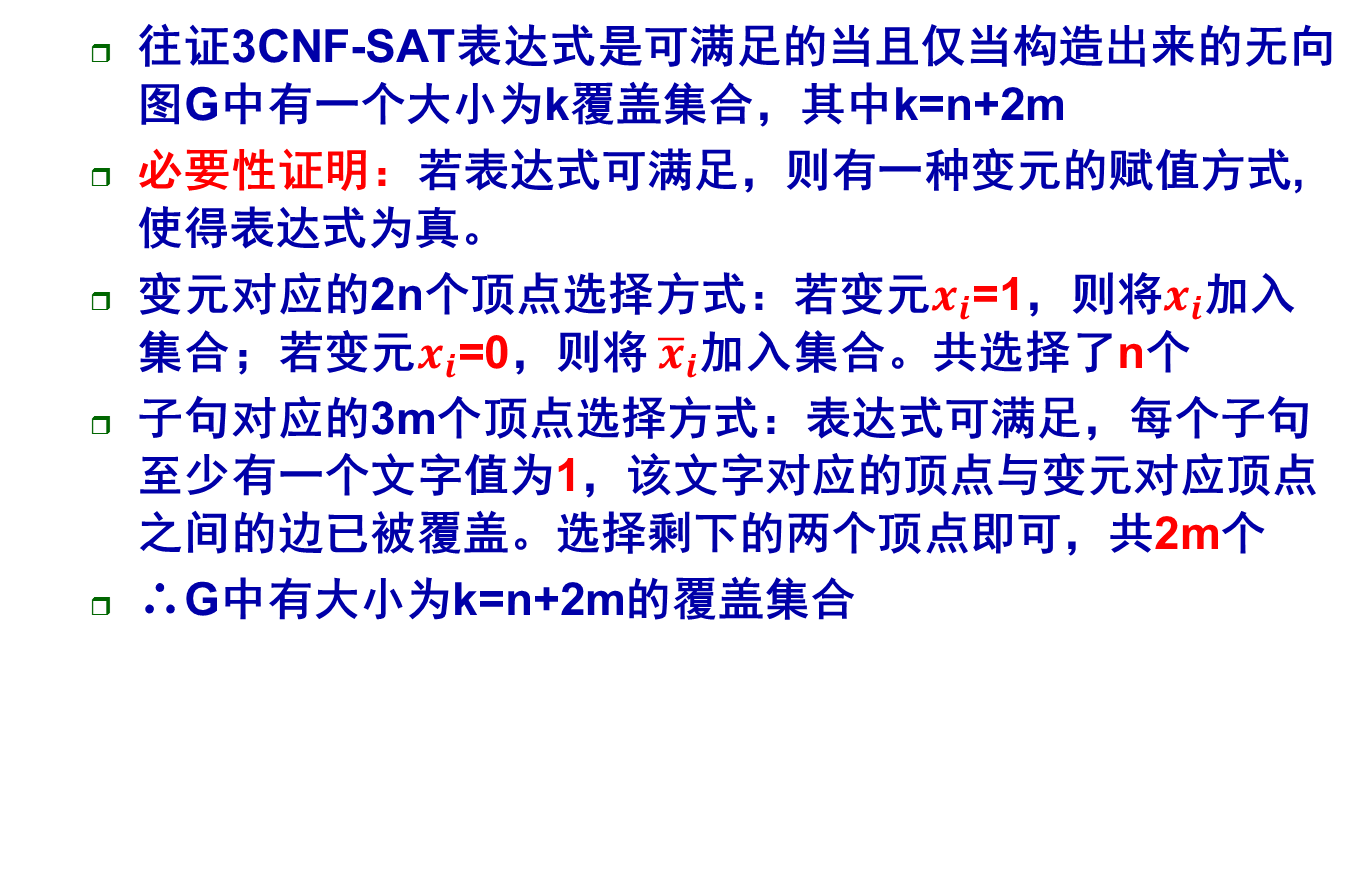 往证3CNF-SAT表达式是可满足的当且仅当构造出来的无向
图G中有一个大小为k覆盖集合，其中k=n+2m
必要性证明：若表达式可满足，则有一种变元的赋值方式,
使得表达式为真。
变元对应的2n个顶点选择方式：若变元xᵢ=1，则将xᵢ加入
集合；若变元xᵢ=0，则将 x̅ᵢ加入集合。共选择了n个
子句对应的3m个顶点选择方式：表达式可满足，每个子句
至少有一个文字值为1，该文字对应的顶点与变元对应顶点
之间的边已被覆盖。选择剩下的两个顶点即可，共2m个
∴G中有大小为k=n+2m的覆盖集合